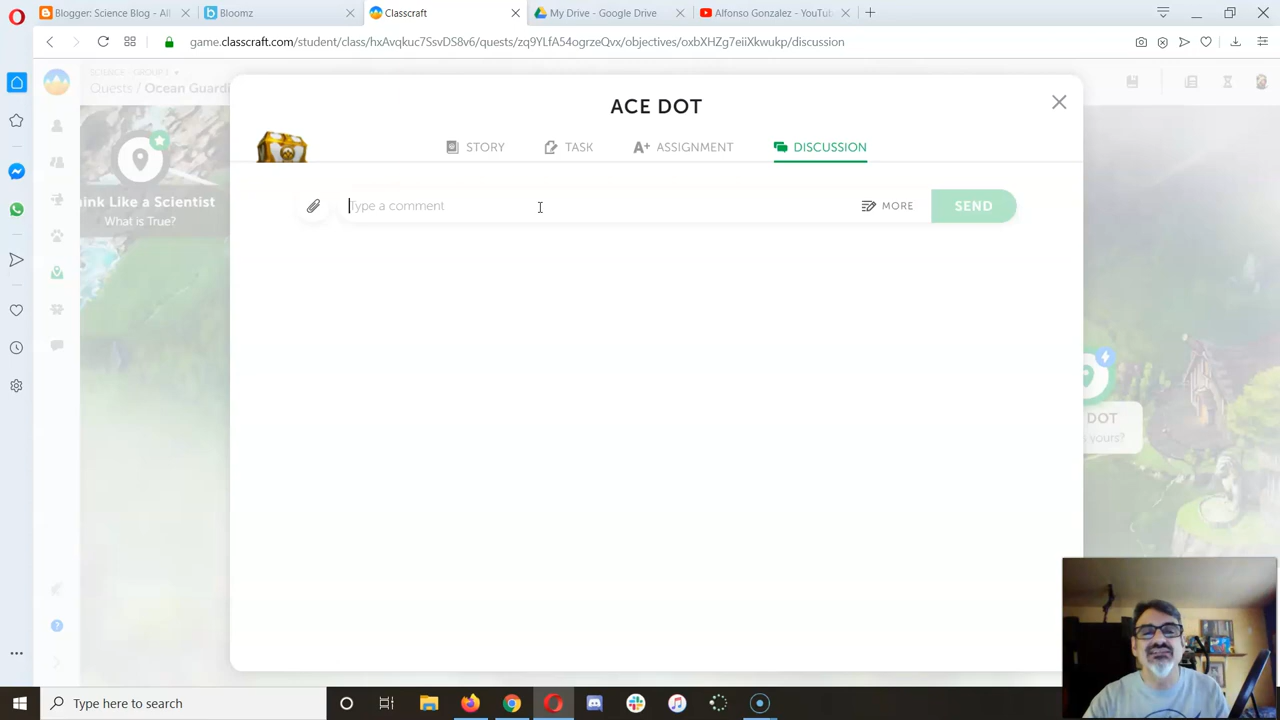 Blogger: Science Blog - All
Bloomz
Classcraft
My Drive - Google Drive
Alfonso Gonzalez - YouTub
game.classcraft.com/student/class/hxAvqkuc7SsvDS8v6/quests/zq9YLfA54ogrzeQvx/objectives/oxbXHZg7eiiXkwukp/discussion
Quests / Ocean Guardi
ACE DOT
STORY
TASK
A+ ASSIGNMENT
DISCUSSION
Type a comment
MORE
SEND
ink Like a Scientist
What is True?
DOT
yours?
Type here to search